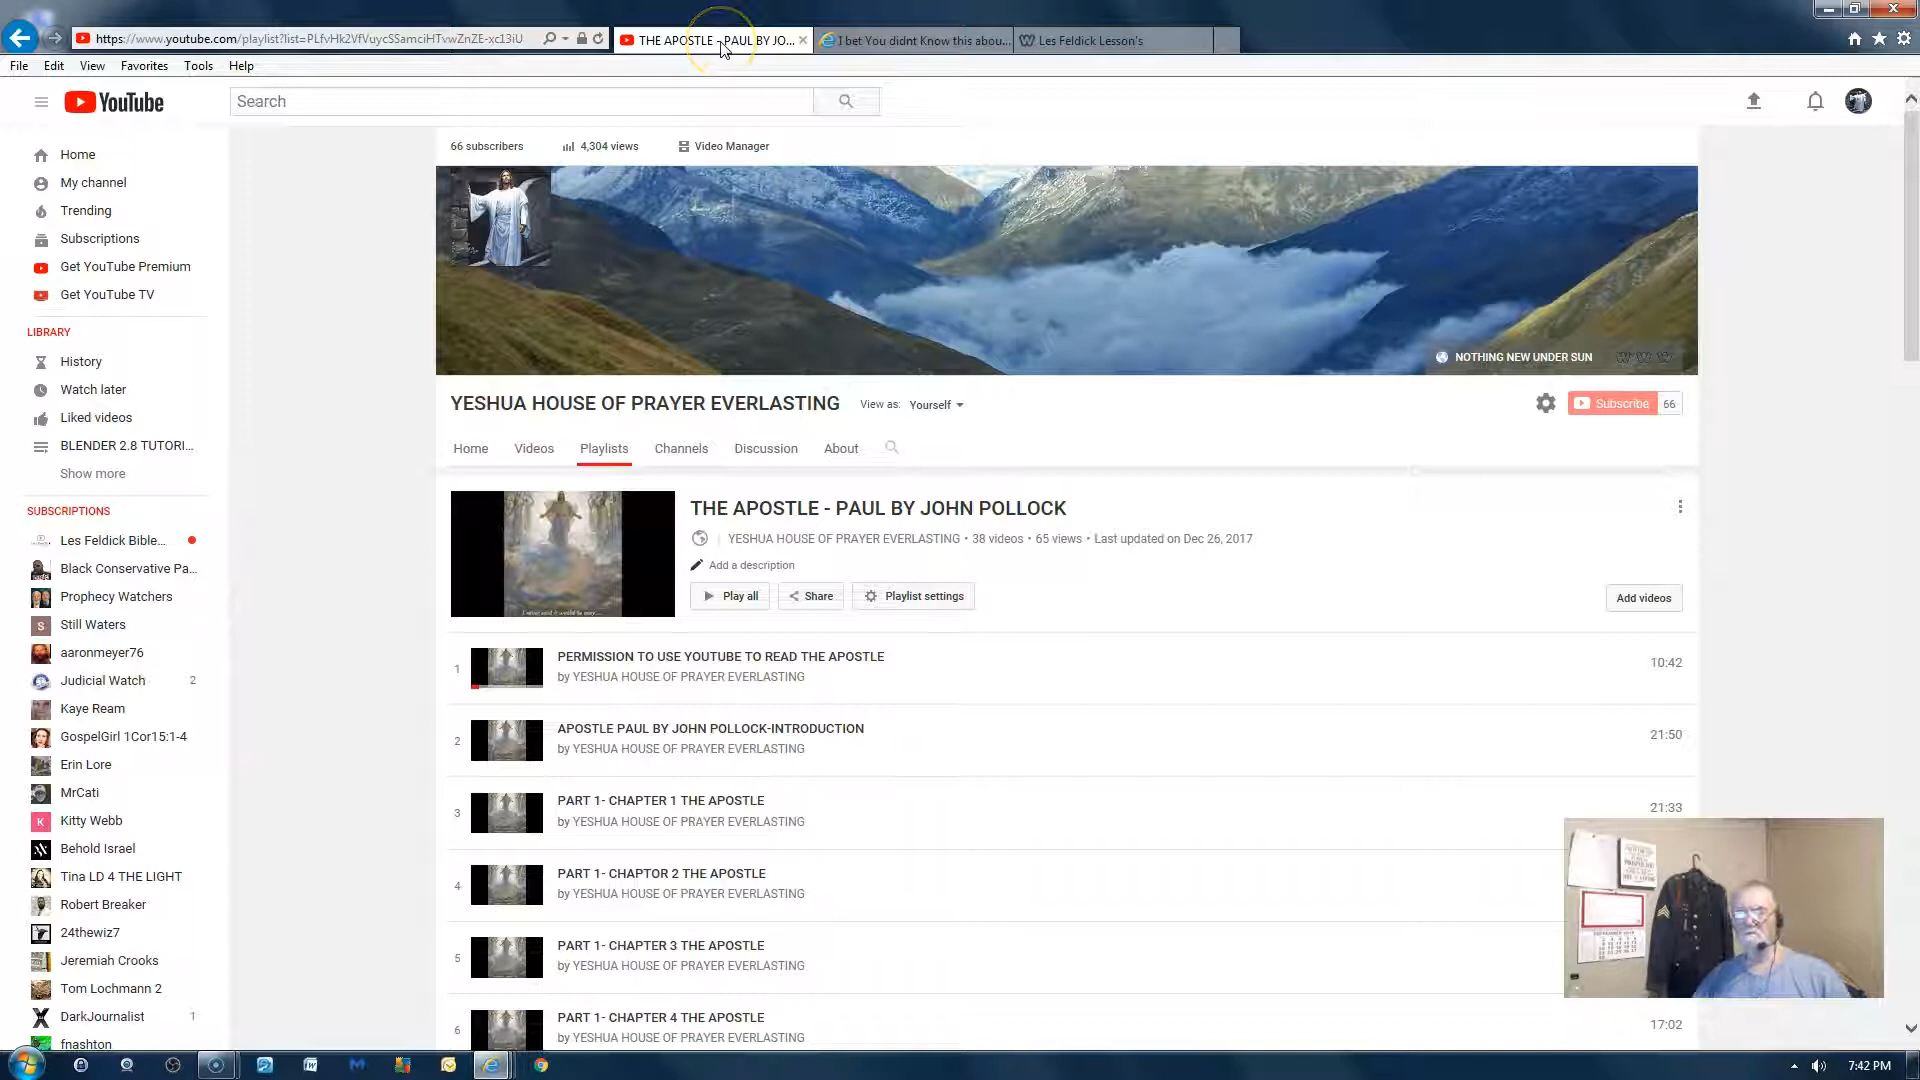 https://www.youtube.com/playlist?list=PLfvHk2VfVuycSSamciHTvwZnZE-xc13iU
THE APOSTLE - PAUL BY JO...
I bet You didnt Know this abou...
Les Feldick Lesson's
File Edit View Favorites Tools Help
YouTube
Search
66 subscribers 4,304 views Video Manager
NOTHING NEW UNDER SUN
YESHUA HOUSE OF PRAYER EVERLASTING View as: Yourself
Subscribe 66
Home Videos Playlists Channels Discussion About
THE APOSTLE - PAUL BY JOHN POLLOCK
YESHUA HOUSE OF PRAYER EVERLASTING • 38 videos • 65 views • Last updated on Dec 26, 2017
Add a description
Play all Share Playlist settings
Add videos
1 PERMISSION TO USE YOUTUBE TO READ THE APOSTLE 10:42
by YESHUA HOUSE OF PRAYER EVERLASTING
2 APOSTLE PAUL BY JOHN POLLOCK-INTRODUCTION 21:50
by YESHUA HOUSE OF PRAYER EVERLASTING
3 PART 1- CHAPTER 1 THE APOSTLE 21:33
by YESHUA HOUSE OF PRAYER EVERLASTING
4 PART 1- CHAPTOR 2 THE APOSTLE
by YESHUA HOUSE OF PRAYER EVERLASTING
5 PART 1- CHAPTER 3 THE APOSTLE
by YESHUA HOUSE OF PRAYER EVERLASTING
6 PART 1- CHAPTER 4 THE APOSTLE 17:02
by YESHUA HOUSE OF PRAYER EVERLASTING
Home
My channel
Trending
Subscriptions
Get YouTube Premium
Get YouTube TV
LIBRARY
History
Watch later
Liked videos
BLENDER 2.8 TUTORI...
Show more
SUBSCRIPTIONS
Les Feldick Bible...
Black Conservative Pa...
Prophecy Watchers
S Still Waters
aaronmeyer76
Judicial Watch 2
Kaye Ream
GospelGirl 1Cor15:1-4
Erin Lore
MrCati
K Kitty Webb
Behold Israel
Tina LD 4 THE LIGHT
Robert Breaker
24thewiz7
Jeremiah Crooks
Tom Lochmann 2
DarkJournalist 1
fnashton
7:42 PM